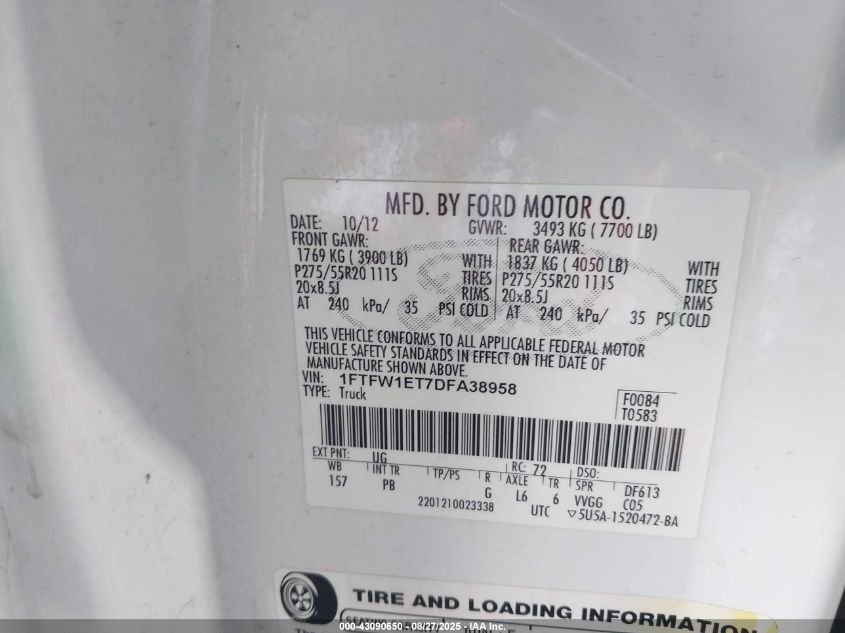 MFD. BY FORD MOTOR CO.
DATE: 10/12 GVWR: 3493 KG ( 7700 LB)
FRONT GAWR: REAR GAWR:
1769 KG ( 3900 LB) WITH 1837 KG ( 4050 LB) WITH
P275/55R20 111S TIRES P275/55R20 111S TIRES
20x8.5J RIMS 20x8.5J RIMS
AT 240 kPa/ 35 PSI COLD AT 240 kPa/ 35 PSI COLD
THIS VEHICLE CONFORMS TO ALL APPLICABLE FEDERAL MOTOR
VEHICLE SAFETY STANDARDS IN EFFECT ON THE DATE OF
MANUFACTURE SHOWN ABOVE.
VIN: 1FTFW1ET7DFA38958
TYPE: Truck
F0084
T0583
EXT PNT: UG RC: 72 DSO:
WB INT TR TP/PS R AXLE TR SPR DF613
157 PB G L6 6 VVGG C05
2201210023338 UTC ▽5U5A-1520472-BA
TIRE AND LOADING INFORMATION
000-43090650 - 08/27/2025 - IAA, Inc.